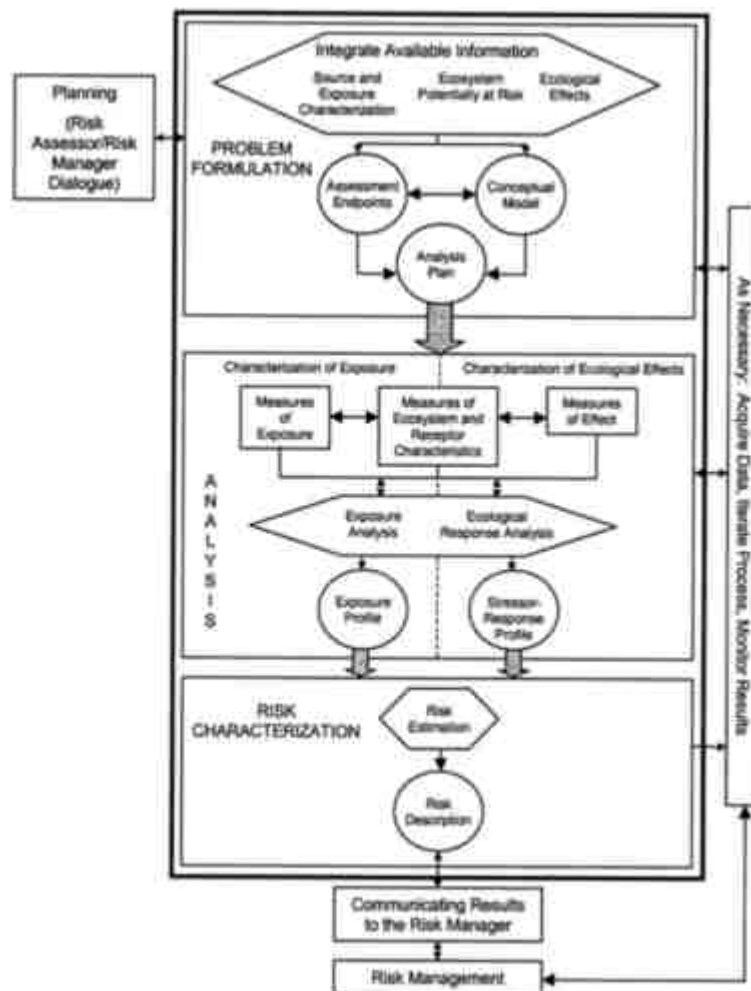 Integrate Available Information
Source and
Exposure
Characterization
Ecosystem
Potentially at Risk
Ecological
Effects
Planning
(Risk
Assessor/Risk
Manager
Dialogue)
PROBLEM
FORMULATION
Assessment
Endpoints
Conceptual
Model
Analysis
Plan
Characterization of Exposure
Characterization of Ecological Effects
Measures
of
Exposure
Measures of
Ecosystem and
Receptor
Characteristics
Measures
of Effect
ANALYSIS
Exposure
Analysis
Ecological
Response Analysis
Exposure
Profile
Stressor-
Response
Profile
RISK
CHARACTERIZATION
Risk
Estimation
Risk
Description
Communicating Results
to the Risk Manager
Risk Management
As Necessary: Acquire Data, Iterate Process, Monitor Results